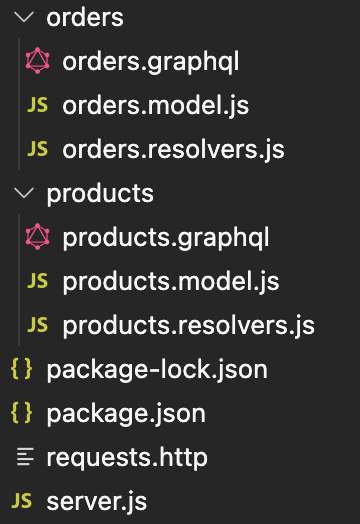 orders
orders.graphql
JS orders.model.js
JS orders.resolvers.js
products
products.graphql
JS products.model.js
JS products.resolvers.js
{} package-lock.json
{} package.json
requests.http
JS server.js